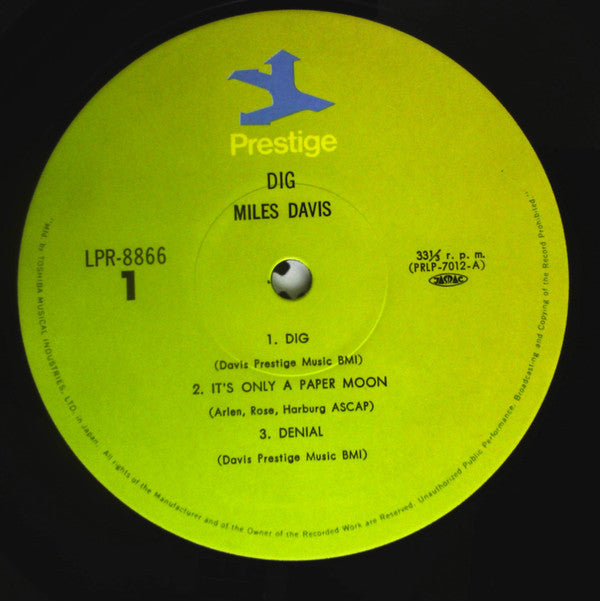 Prestige
DIG
MILES DAVIS
LPR-8866
1
33⅓ r. p. m.
(PRLP-7012-A)
JASRAC
1. DIG
(Davis Prestige Music BMI)
2. IT'S ONLY A PAPER MOON
(Arlen, Rose, Harburg ASCAP)
3. DENIAL
(Davis Prestige Music BMI)
"Mfd by TOSHIBA MUSICAL INDUSTRIES, LTD. in Japan · All rights of the Manufacturer and of the Owner of the Recorded Work are Reserved. Unauthorized Public Performance, Broadcasting and Copying of the Record Prohibited"